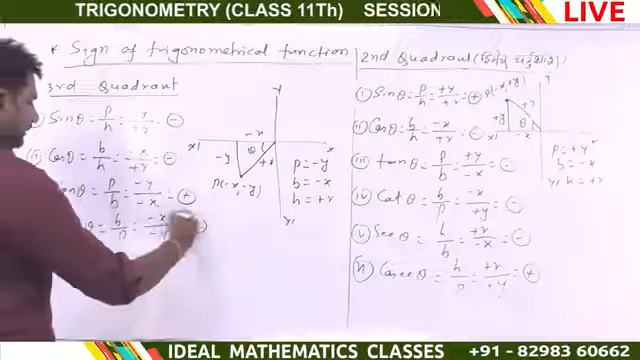 TRIGONOMETRY (CLASS 11Th) SESSION
LIVE
* Sign of trigonometrical function
3rd Quadrant
Sinθ = p/h = -y/+r = ⊖
(ii) Cosθ = b/h = -x/+r = ⊖
tanθ = p/b = -y/-x = ⊕
θ = b/p = -x/-y
y
-x
x'
x
-y
θ
+r
P(-x, -y)
p = -y
b = -x
h = +r
y'
2nd Quadrant
(i) Sinθ = p/h = +y/+r = ⊕
(ii) Cosθ = b/h = -x/+r = ⊖
(iii) tanθ = p/b = +y/-x = ⊖
(iv) Cotθ = b/p = -x/+y = ⊖
(v) Secθ = h/b = +r/-x = ⊖
(vi) Cosecθ = h/p = +r/+y = ⊕
P(-x, +y)
y
+r
+y
θ
-x
x
p = +y
b = -x
y' h = +r
IDEAL MATHEMATICS CLASSES
+91 - 82983 60662